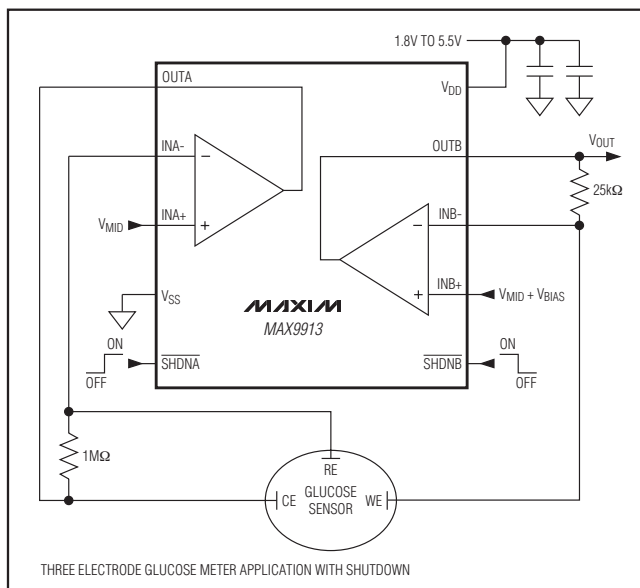 1.8V TO 5.5V
OUTA
VDD
INA-
OUTB
VOUT
−
25kΩ
INB-
VMID
INA+
+
−
INB+
+
VMID + VBIAS
VSS
MAXIM
MAX9913
ON
OFF
SHDNA
SHDNB
ON
OFF
1MΩ
RE
CE
GLUCOSE
SENSOR
WE
THREE ELECTRODE GLUCOSE METER APPLICATION WITH SHUTDOWN